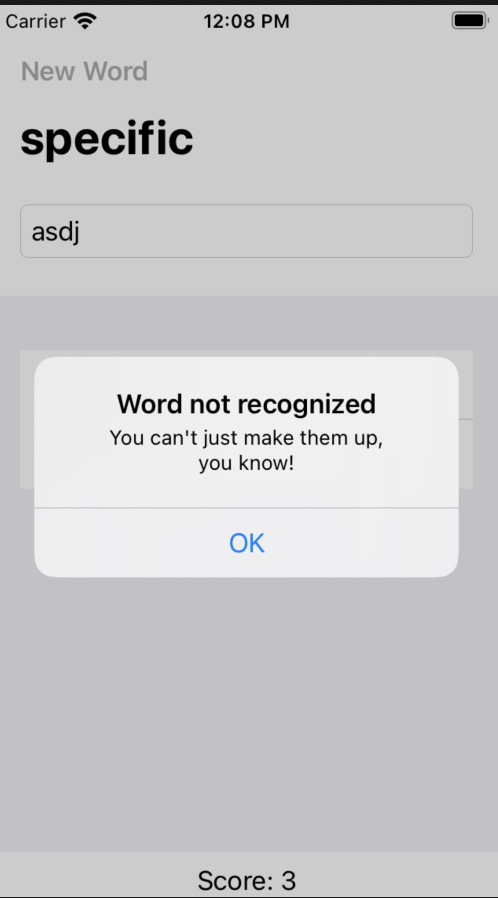 Carrier 12:08 PM
New Word
specific
asdj
Word not recognized
You can't just make them up,
you know!
OK
Score: 3